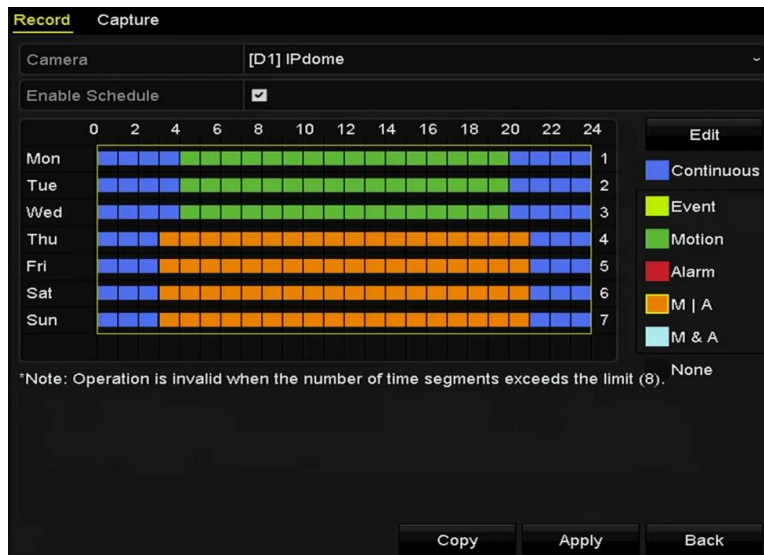 Record Capture
Camera [D1] IPdome
Enable Schedule
0 2 4 6 8 10 12 14 16 18 20 22 24
Edit
Mon 1
Continuous
Tue 2
Wed 3
Event
Thu 4
Motion
Fri 5
Alarm
Sat 6
M | A
Sun 7
M & A
None
*Note: Operation is invalid when the number of time segments exceeds the limit (8).
Copy Apply Back